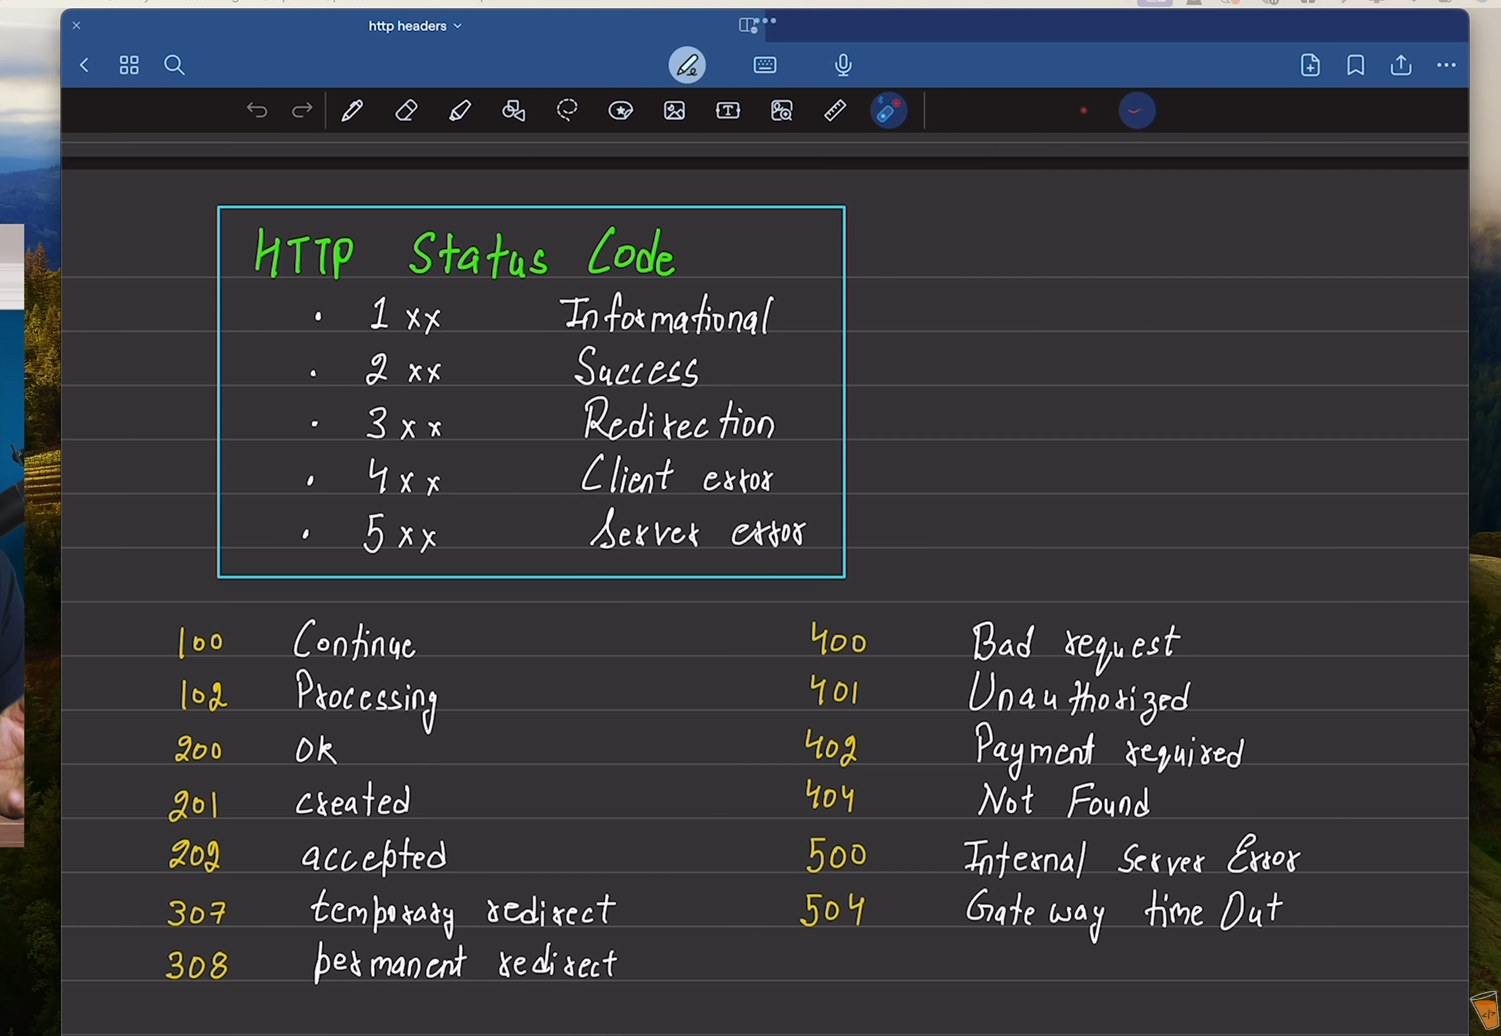 http headers
HTTP Status Code
• 1xx Informational
• 2xx Success
• 3xx Redirection
• 4xx Client error
• 5xx Server error
100 Continue
102 Processing
200 Ok
201 created
202 accepted
307 temporary redirect
308 permanent redirect
400 Bad request
401 Unauthorized
402 Payment required
404 Not Found
500 Internal Server Error
504 Gateway time Out